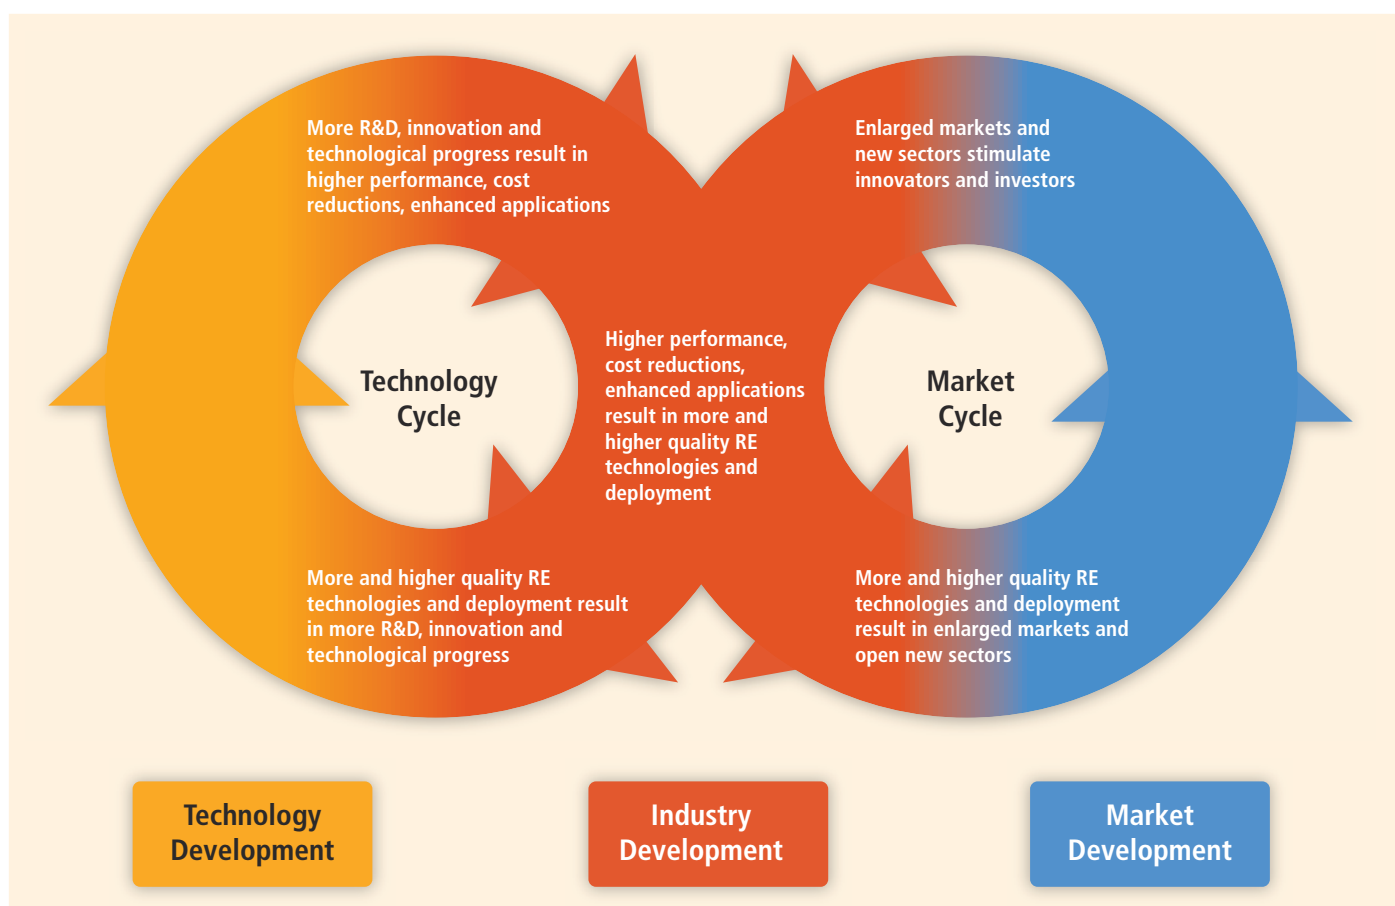 More R&D, innovation and
technological progress result in
higher performance, cost
reductions, enhanced applications
Enlarged markets and
new sectors stimulate
innovators and investors
Technology
Cycle
Higher performance,
cost reductions,
enhanced applications
result in more and
higher quality RE
technologies and
deployment
Market
Cycle
More and higher quality RE
technologies and deployment result
in more R&D, innovation and
technological progress
More and higher quality RE
technologies and deployment
result in enlarged markets and
open new sectors
Technology
Development
Industry
Development
Market
Development